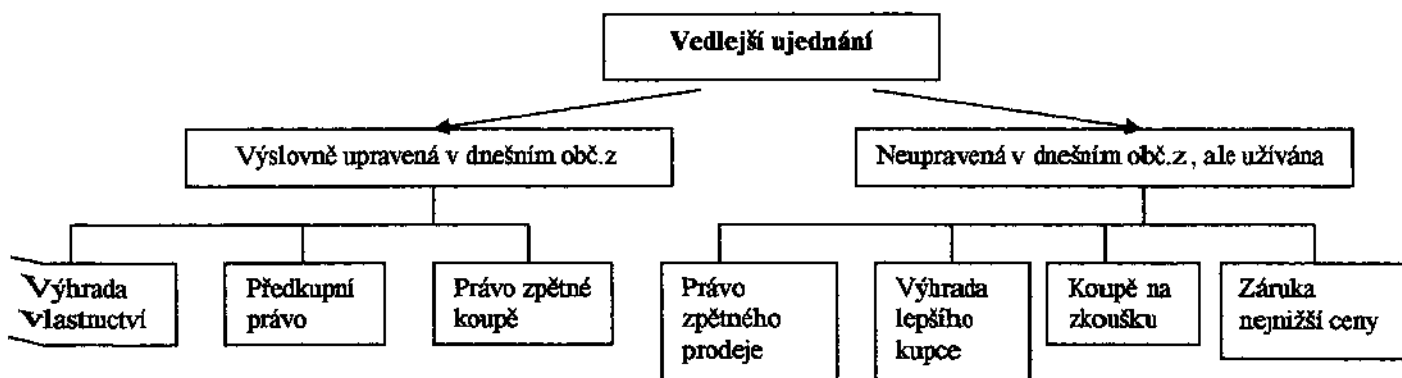 Vedlejší ujednání
Výslovně upravená v dnešním obč.z
Neupravená v dnešním obč.z , ale užívána
Výhrada
vlastnictví
Předkupní
právo
Právo zpětné
koupě
Právo
zpětného
prodeje
Výhrada
lepšího
kupce
Koupě na
zkoušku
Záruka
nejnižší ceny